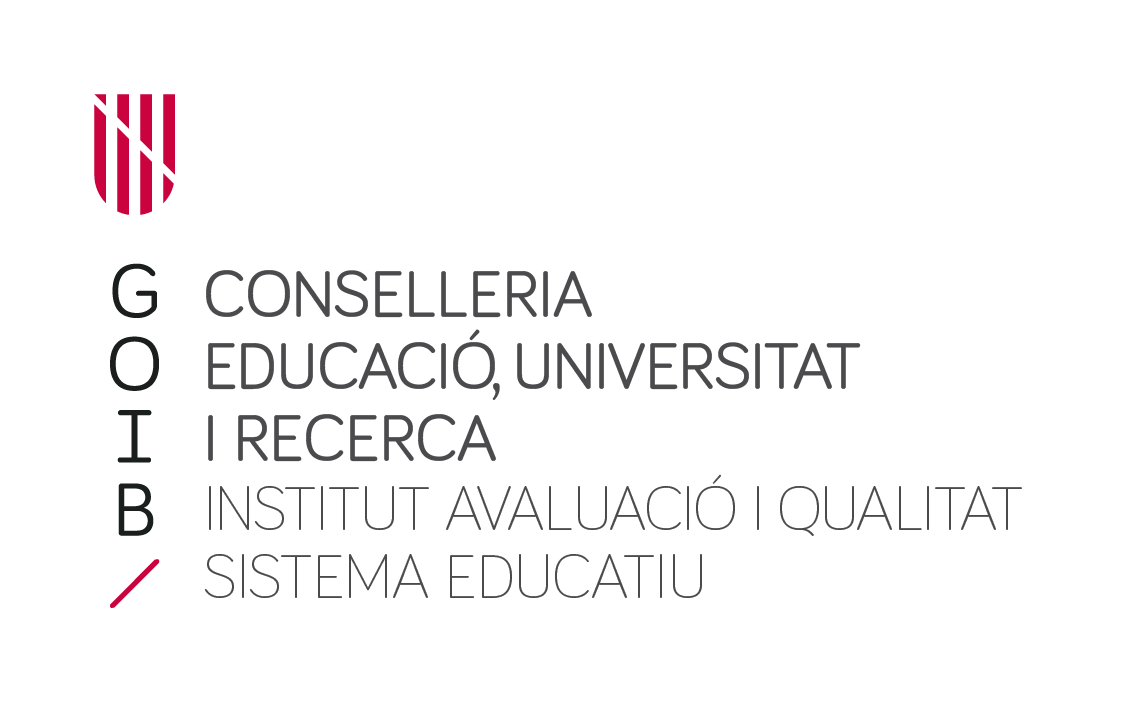 G CONSELLERIA
O EDUCACIÓ, UNIVERSITAT
I I RECERCA
B INSTITUT AVALUACIÓ I QUALITAT
/ SISTEMA EDUCATIU